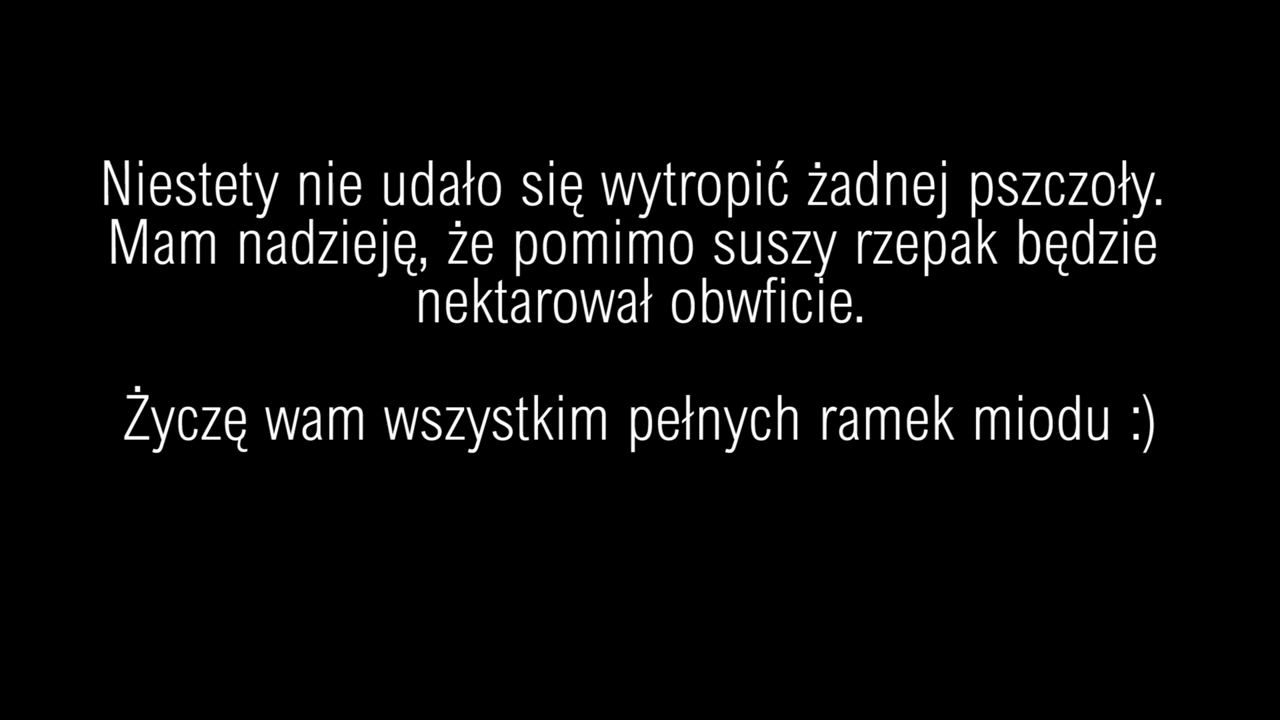 Niestety nie udało się wytropić żadnej pszczoły.
Mam nadzieję, że pomimo suszy rzepak będzie
nektarował obwficie.
Życzę wam wszystkim pełnych ramek miodu :)